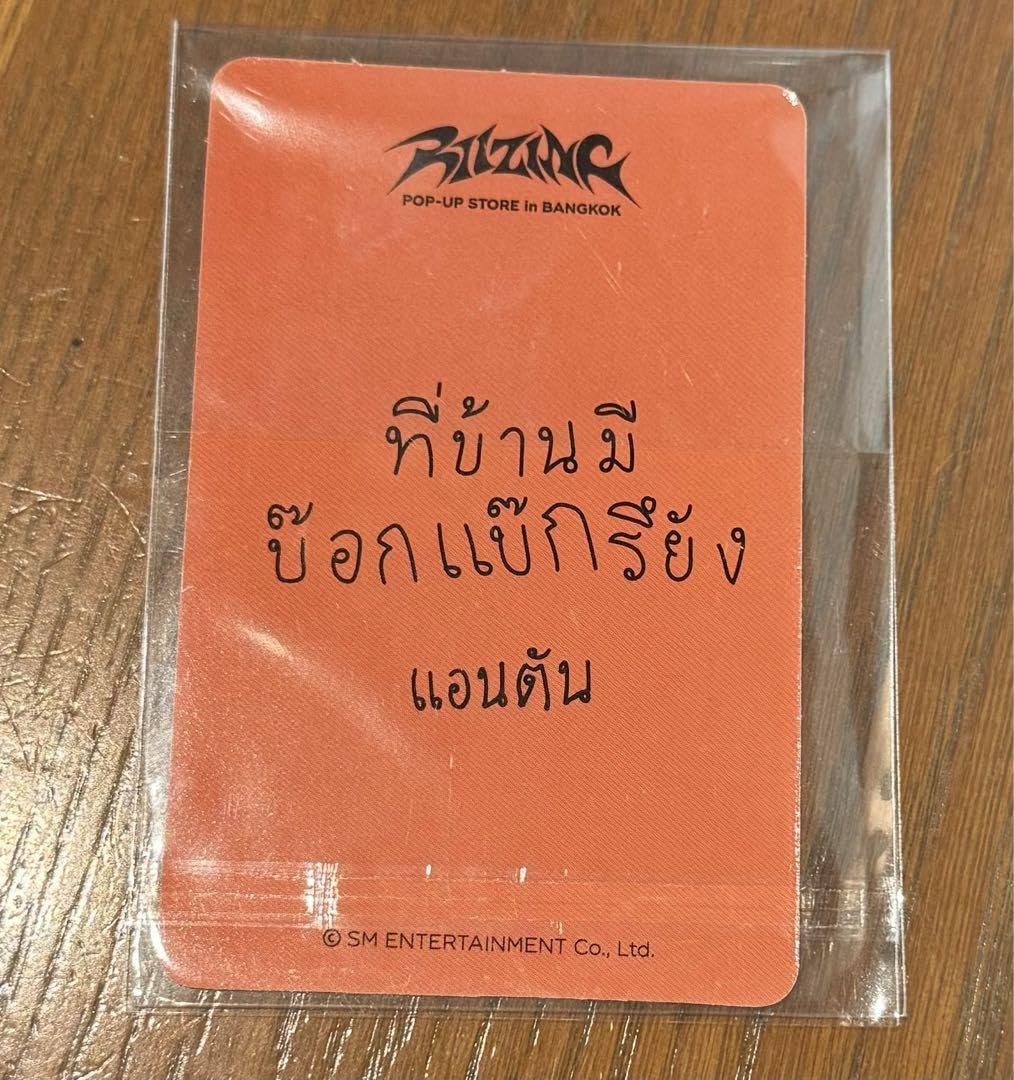 RIIZING
POP-UP STORE in BANGKOK
ที่บ้านมี
บ๊อกแบ๊กรึยัง
แอนตัน
© SM ENTERTAINMENT Co., Ltd.